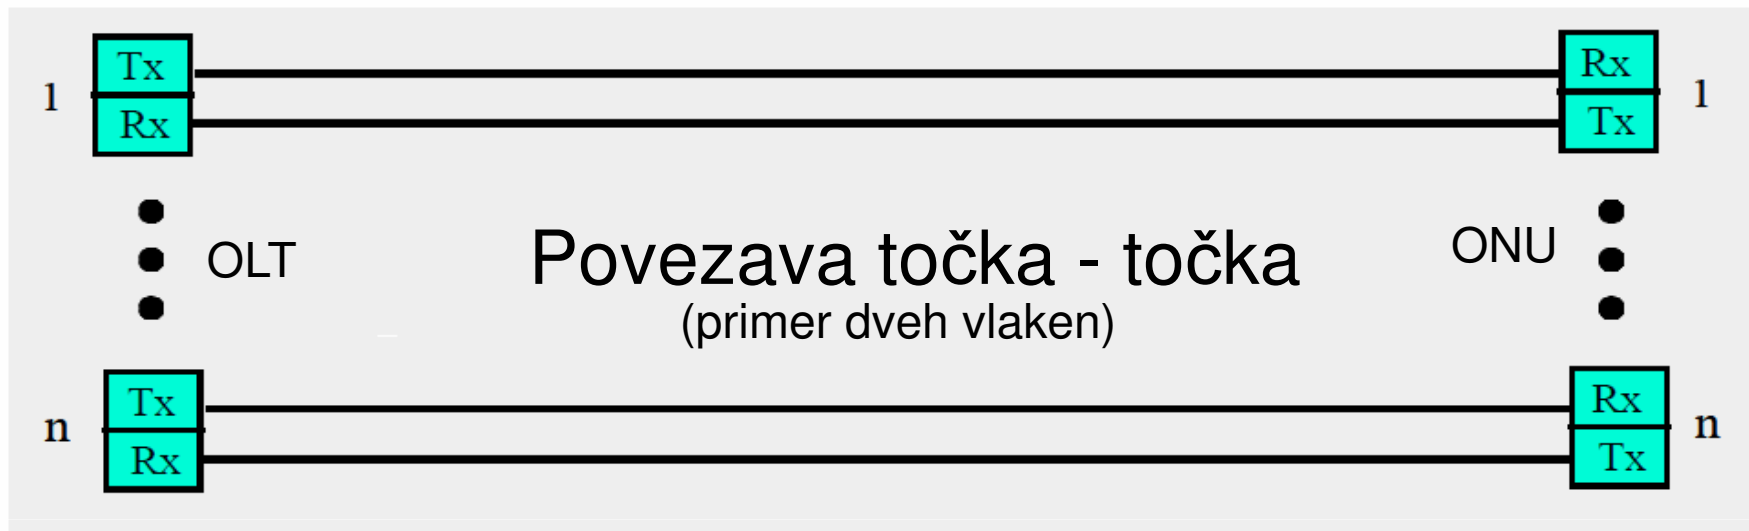 Tx
Rx
1
1
Rx
Tx
OLT
Povezava točka - točka
(primer dveh vlaken)
ONU
Tx
Rx
n
n
Rx
Tx